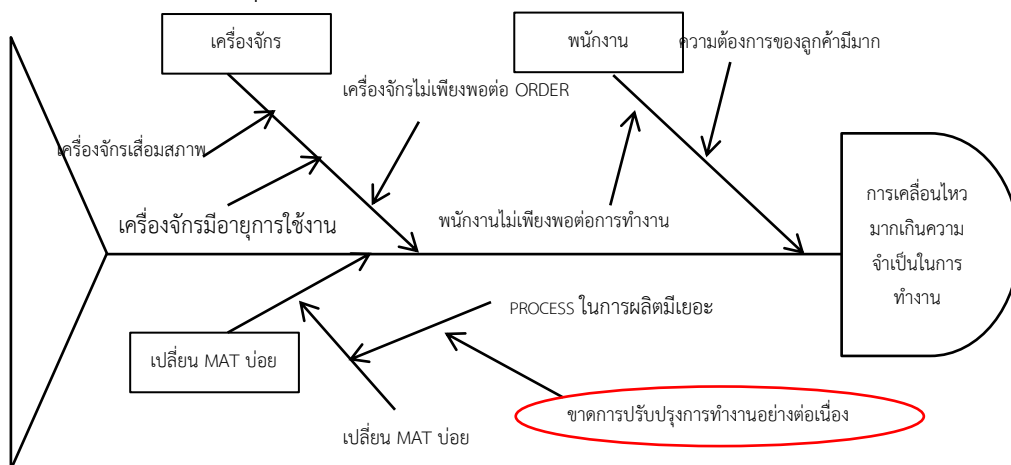 เครื่องจักร
พนักงาน
ความต้องการของลูกค้ามีมาก
เครื่องจักรไม่เพียงพอต่อ ORDER
เครื่องจักรเสื่อมสภาพ
เครื่องจักรมีอายุการใช้งาน
พนักงานไม่เพียงพอต่อการทำงาน
การเคลื่อนไหว
มากเกินความ
จำเป็นในการ
ทำงาน
PROCESS ในการผลิตมีเยอะ
เปลี่ยน MAT บ่อย
ขาดการปรับปรุงการทำงานอย่างต่อเนื่อง
เปลี่ยน MAT บ่อย